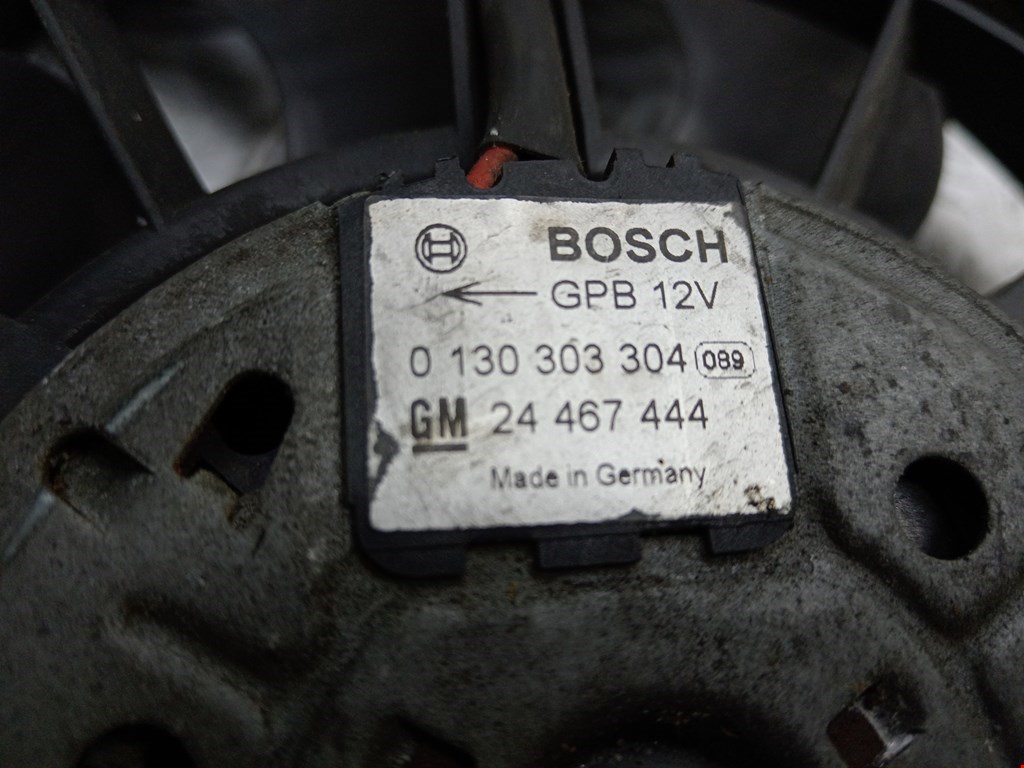 BOSCH
GPB 12V
0 130 303 304 089
GM 24 467 444
Made in Germany